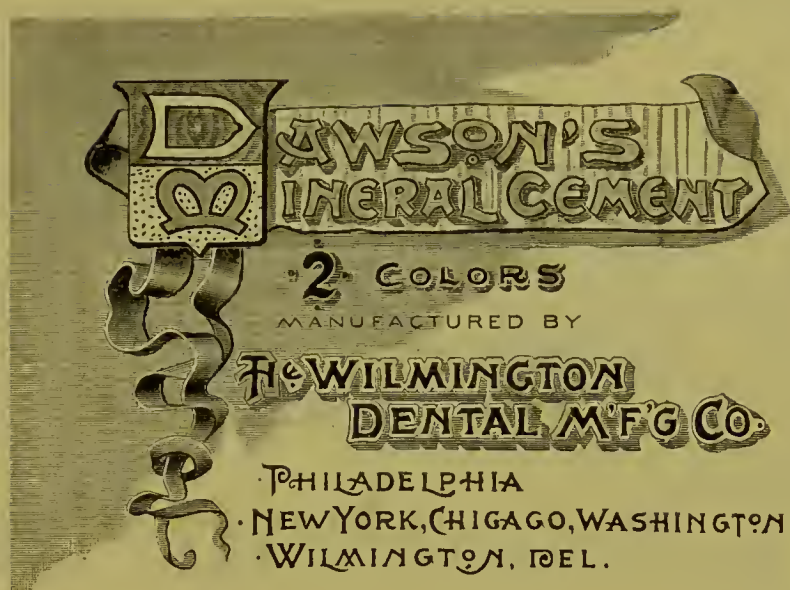 DAWSON'S
MINERAL CEMENT
2 COLORS
MANUFACTURED BY
The WILMINGTON
DENTAL M'F'G CO.
PHILADELPHIA
·NEW YORK, CHICAGO, WASHINGTON
·WILMINGTON, DEL.